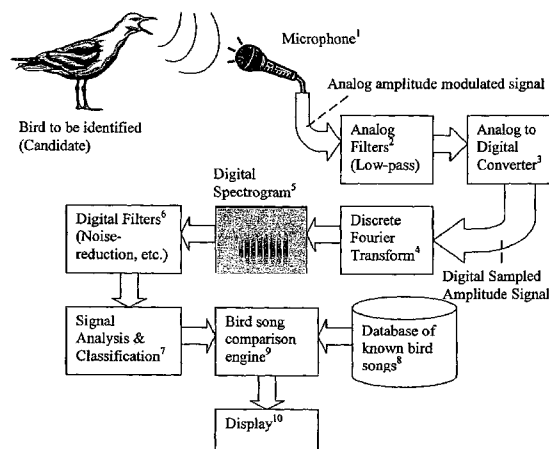 Microphone¹
Analog amplitude modulated signal
Bird to be identified
(Candidate)
Analog
Filters²
(Low-pass)
Analog to
Digital
Converter³
Digital
Spectrogram⁵
Digital Filters⁶
(Noise-
reduction, etc.)
Discrete
Fourier
Transform⁴
Digital Sampled
Amplitude Signal
Signal
Analysis &
Classification⁷
Bird song
comparison
engine⁹
Database of
known bird
songs⁸
Display¹⁰